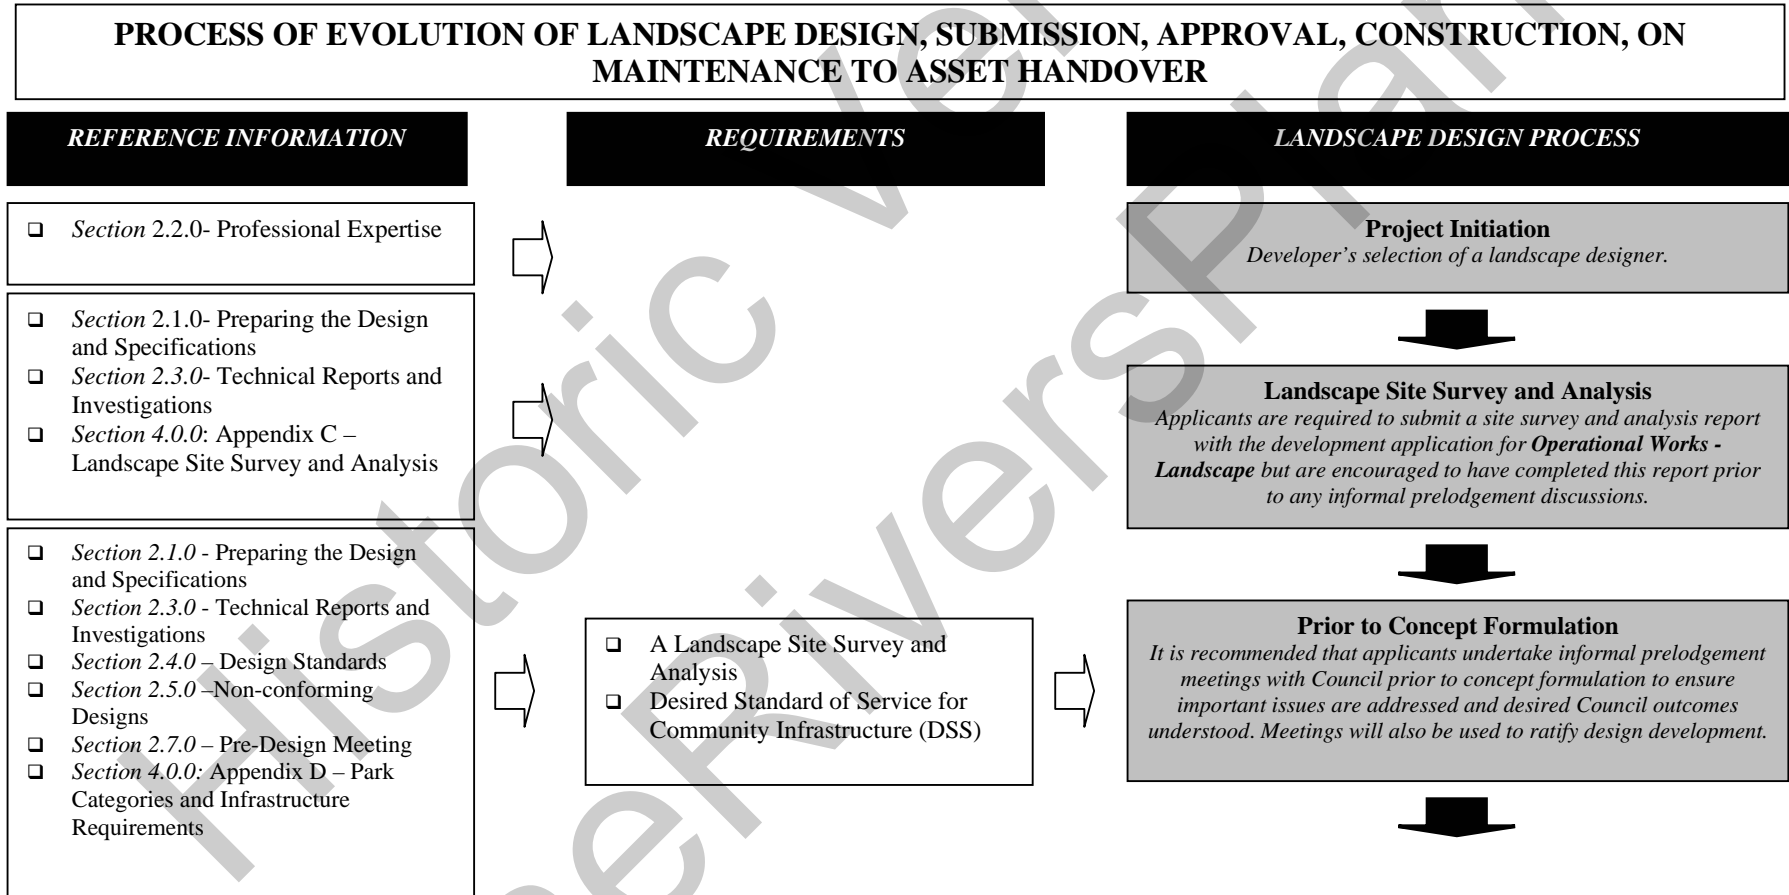 PROCESS OF EVOLUTION OF LANDSCAPE DESIGN, SUBMISSION, APPROVAL, CONSTRUCTION, ON
MAINTENANCE TO ASSET HANDOVER
REFERENCE INFORMATION
REQUIREMENTS
LANDSCAPE DESIGN PROCESS
Section 2.2.0- Professional Expertise
Project Initiation
Developer's selection of a landscape designer.
Section 2.1.0- Preparing the Design
and Specifications
Section 2.3.0- Technical Reports and
Investigations
Section 4.0.0: Appendix C –
Landscape Site Survey and Analysis
Landscape Site Survey and Analysis
Applicants are required to submit a site survey and analysis report
with the development application for Operational Works -
Landscape but are encouraged to have completed this report prior
to any informal prelodgement discussions.
Section 2.1.0 - Preparing the Design
and Specifications
Section 2.3.0 - Technical Reports and
Investigations
Section 2.4.0 – Design Standards
Section 2.5.0 –Non-conforming
Designs
Section 2.7.0 – Pre-Design Meeting
Section 4.0.0: Appendix D – Park
Categories and Infrastructure
Requirements
A Landscape Site Survey and
Analysis
Desired Standard of Service for
Community Infrastructure (DSS)
Prior to Concept Formulation
It is recommended that applicants undertake informal prelodgement
meetings with Council prior to concept formulation to ensure
important issues are addressed and desired Council outcomes
understood. Meetings will also be used to ratify design development.
Historic